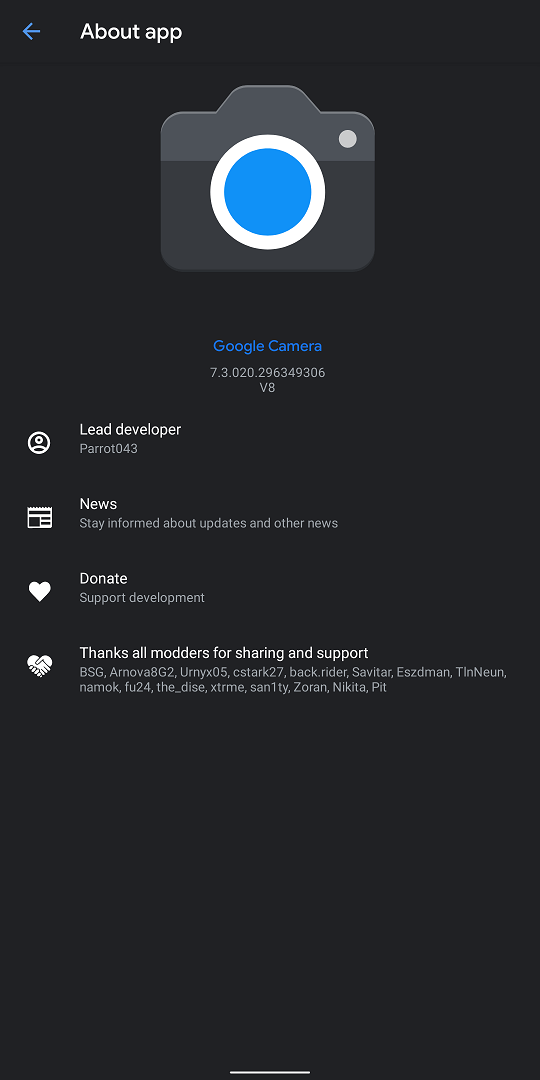 About app
Google Camera
7.3.020.296349306
V8
Lead developer
Parrot043
News
Stay informed about updates and other news
Donate
Support development
Thanks all modders for sharing and support
BSG, Arnova8G2, Urnyx05, cstark27, back.rider, Savitar, Eszdman, TlnNeun,
namok, fu24, the_dise, xtrme, san1ty, Zoran, Nikita, Pit